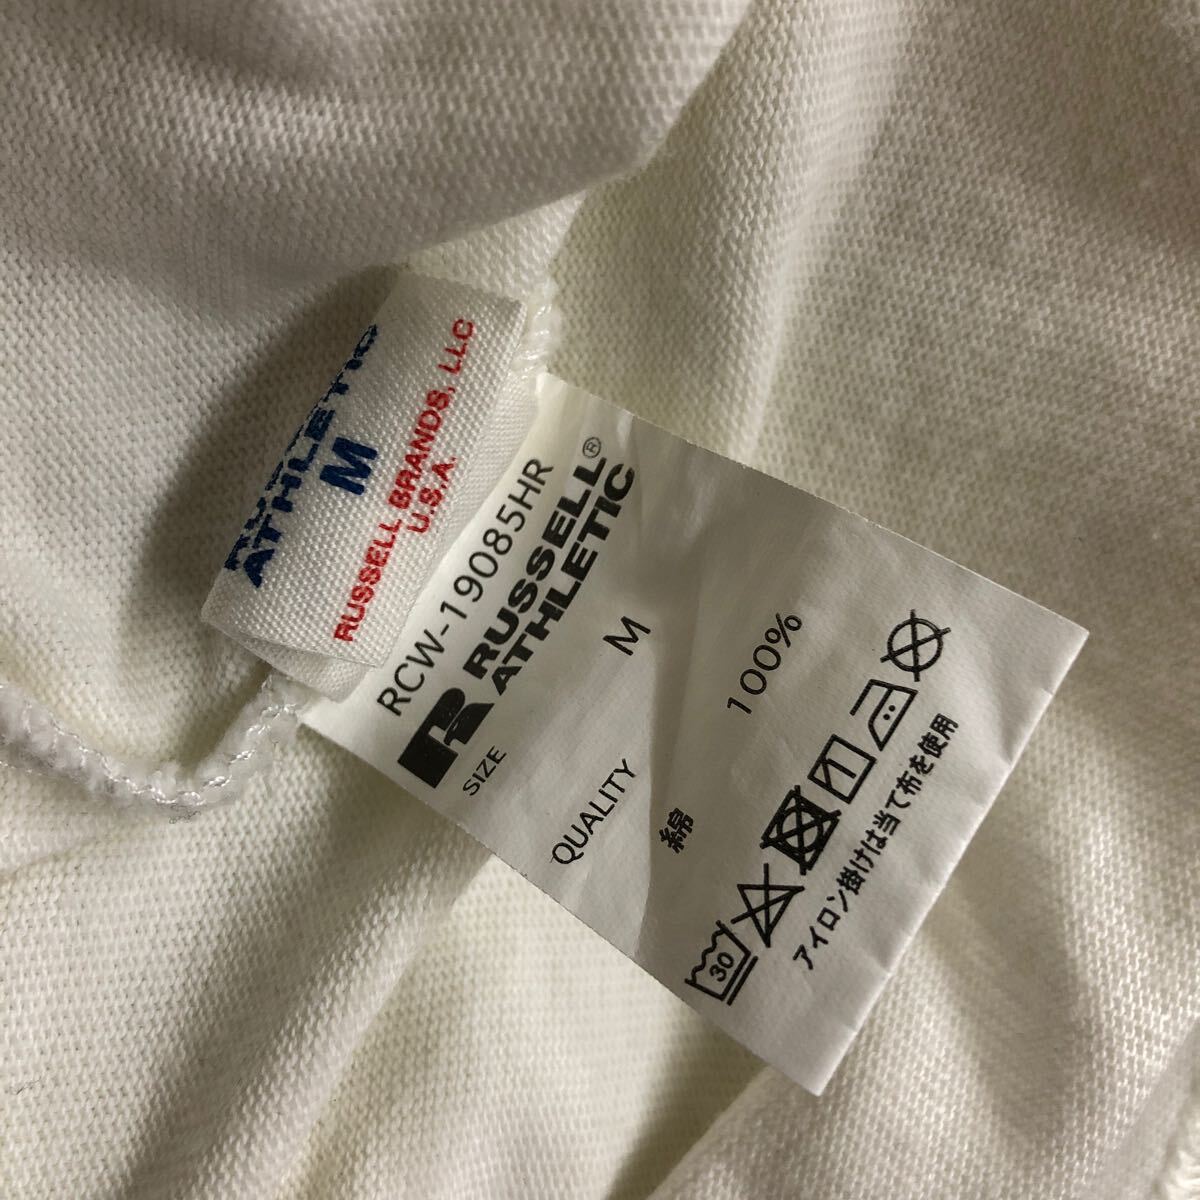 RUSSELL
ATHLETIC
M
RUSSELL BRANDS, LLC
U.S.A.
RCW-19085HR
R RUSSELL®
ATHLETIC
SIZE M
QUALITY
綿 100%
30
アイロン掛けは当て布を使用